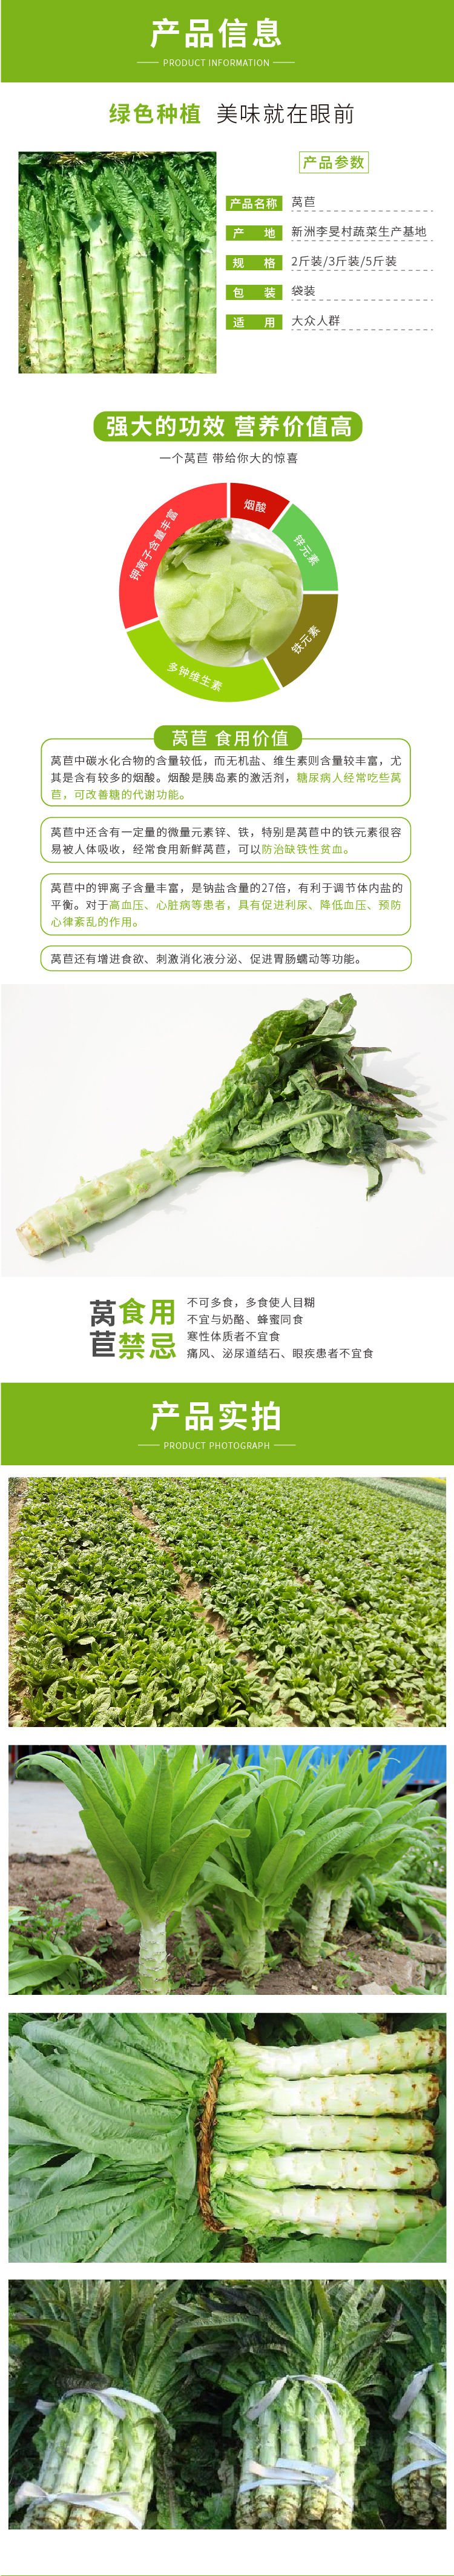 产品信息
PRODUCT INFORMATION
绿色种植 美味就在眼前
产品参数
产品名称 莴苣
产 地 新洲李旻村蔬菜生产基地
规 格 2斤装/3斤装/5斤装
包 装 袋装
适 用 大众人群
强大的功效 营养价值高
一个莴苣 带给你大的惊喜
烟酸
锌元素
铁元素
多钟维生素
钾离子含量丰富
莴苣 食用价值
莴苣中碳水化合物的含量较低，而无机盐、维生素则含量较丰富，尤
其是含有较多的烟酸。烟酸是胰岛素的激活剂，糖尿病人经常吃些莴
苣，可改善糖的代谢功能。
莴苣中还含有一定量的微量元素锌、铁，特别是莴苣中的铁元素很容
易被人体吸收，经常食用新鲜莴苣，可以防治缺铁性贫血。
莴苣中的钾离子含量丰富，是钠盐含量的27倍，有利于调节体内盐的
平衡。对于高血压、心脏病等患者，具有促进利尿、降低血压、预防
心律紊乱的作用。
莴苣还有增进食欲、刺激消化液分泌、促进胃肠蠕动等功能。
莴苣
食用禁忌
不可多食，多食使人目糊
不宜与奶酪、蜂蜜同食
寒性体质者不宜食
痛风、泌尿道结石、眼疾患者不宜食
产品实拍
PRODUCT PHOTOGRAPH